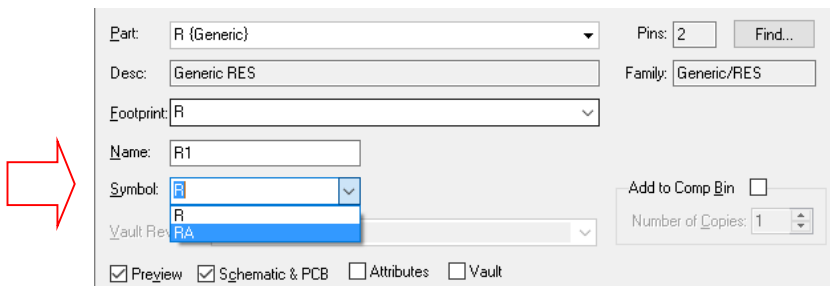 Part: R {Generic} Pins: 2 Find...
Desc: Generic RES Family: Generic/RES
Footprint: R
Name: R1
Symbol: R Add to Comp Bin
R Number of Copies: 1
Vault Rev RA
Preview Schematic & PCB Attributes Vault